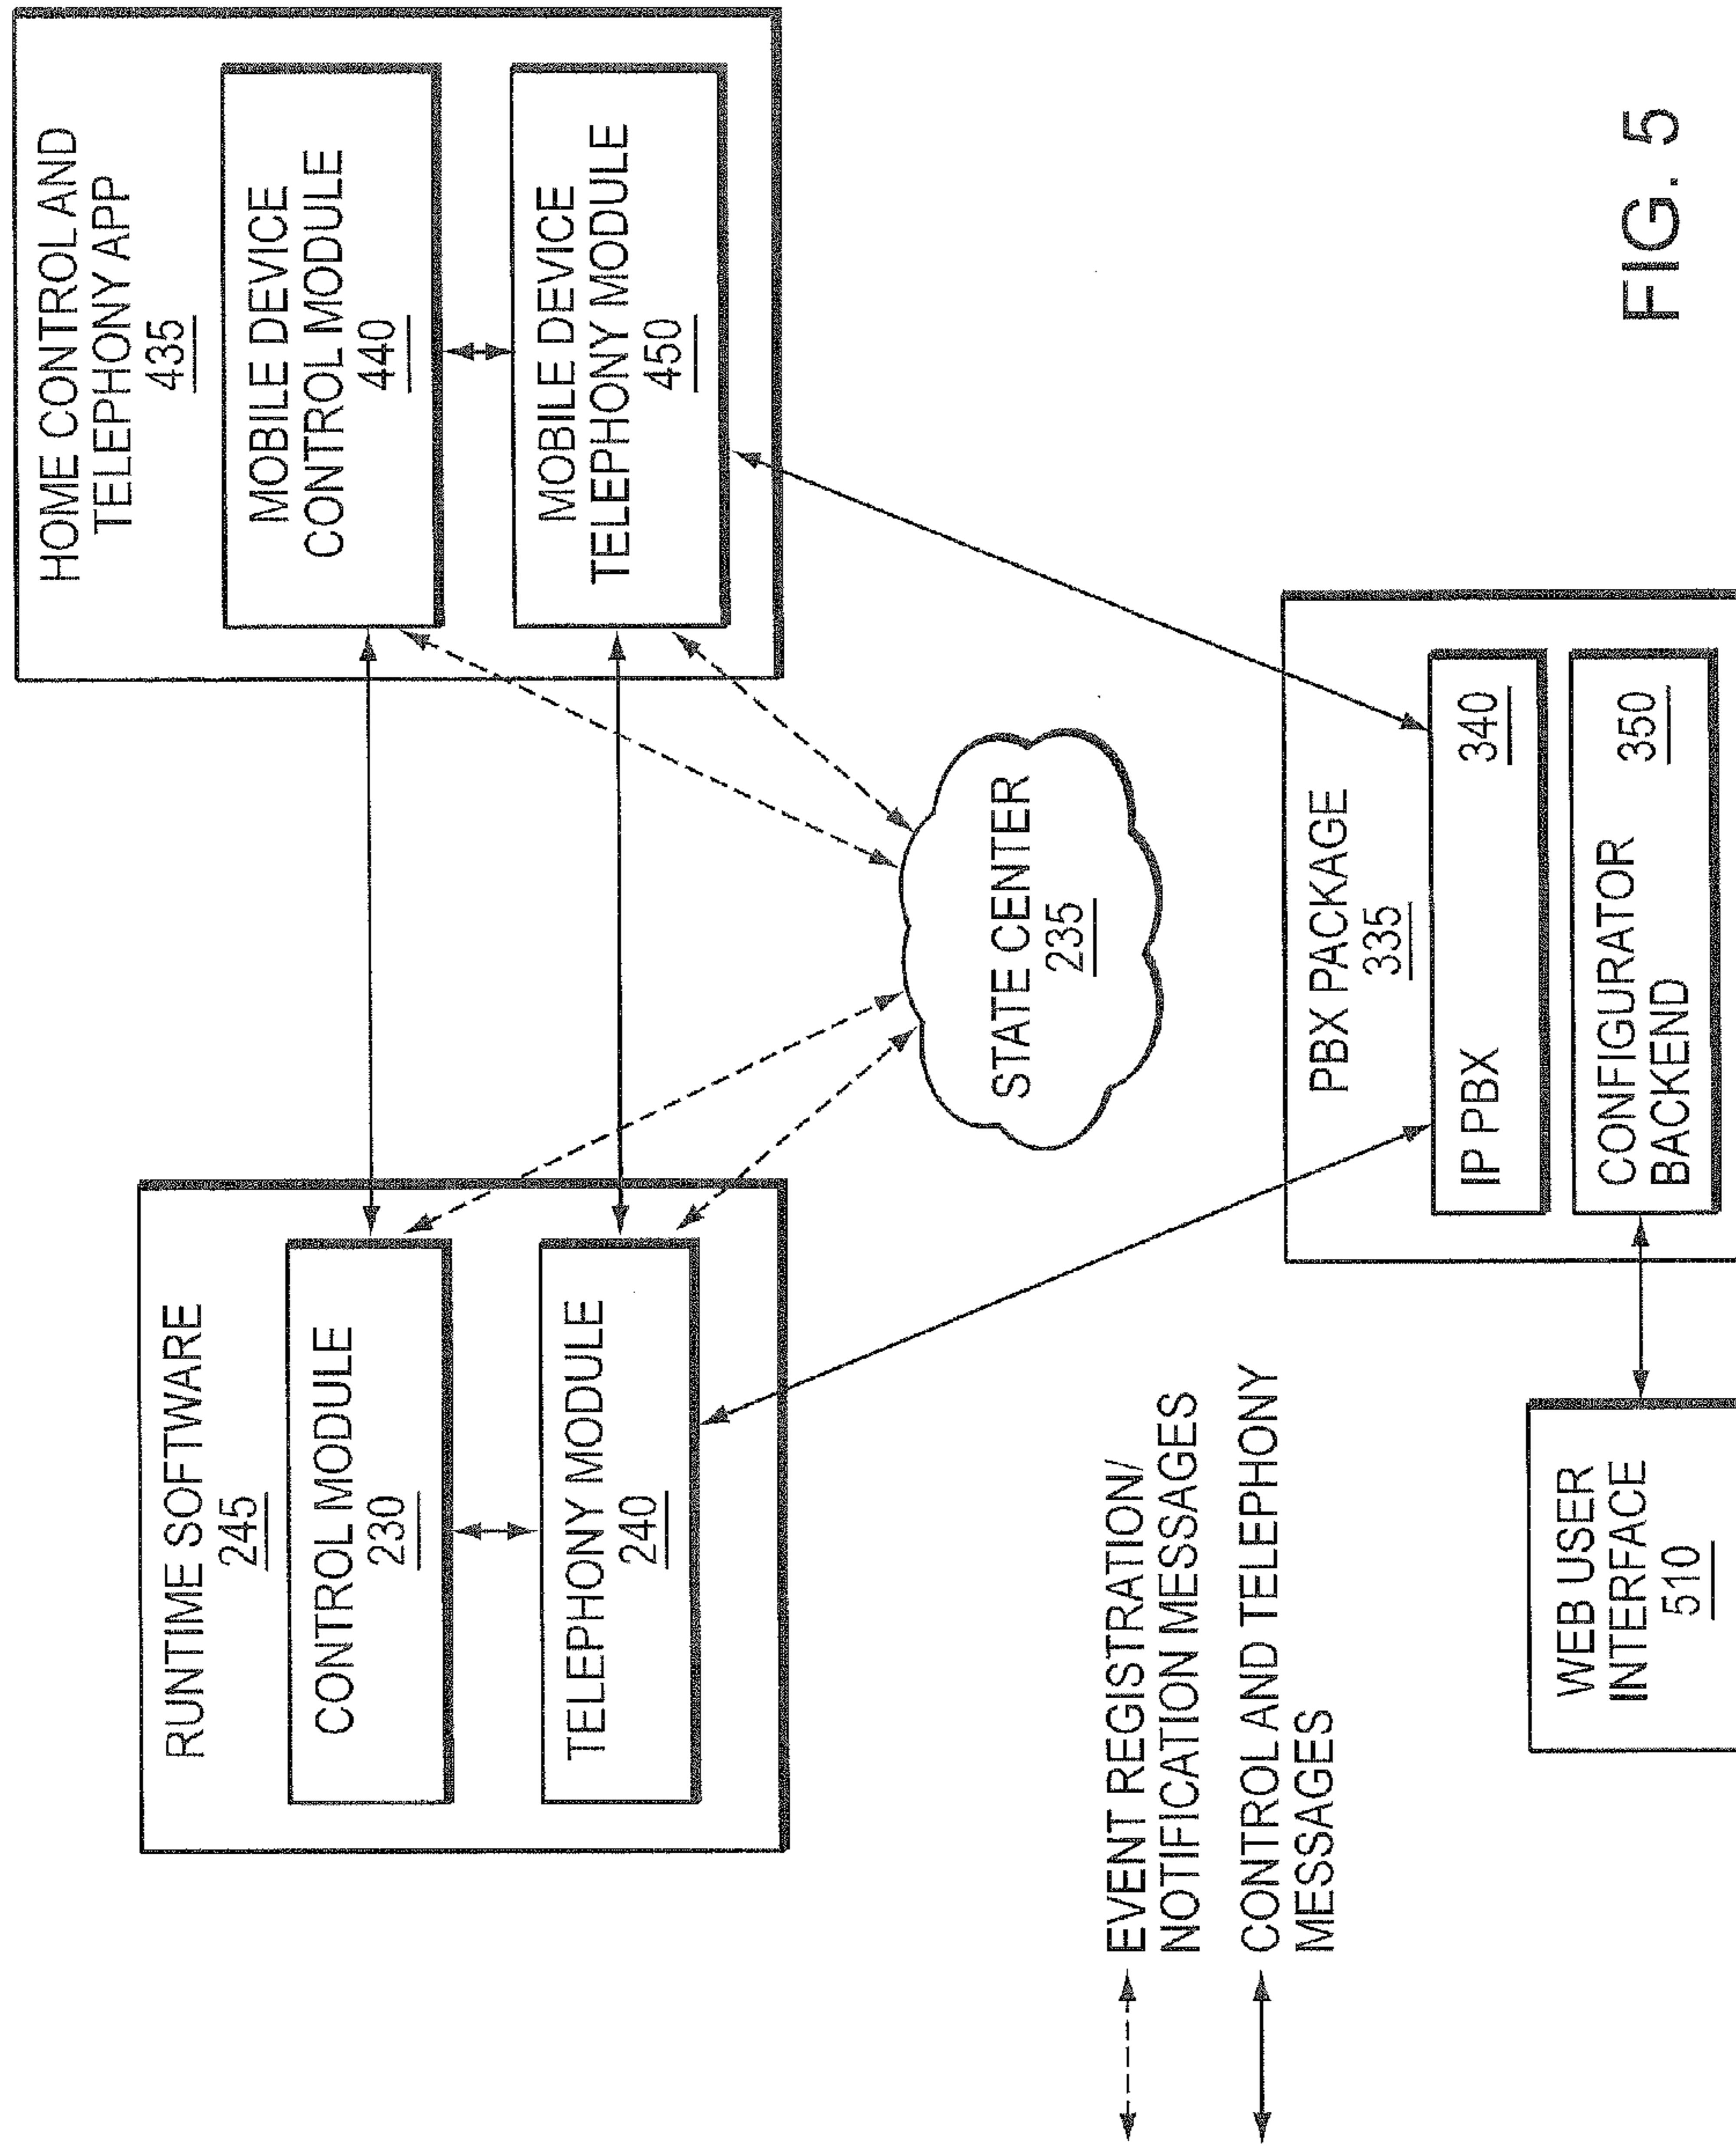 RUNTIME SOFTWARE
245
CONTROL MODULE
230
TELEPHONY MODULE
240
HOME CONTROL AND
TELEPHONY APP
435
MOBILE DEVICE
CONTROL MODULE
440
MOBILE DEVICE
TELEPHONY MODULE
450
STATE CENTER
235
EVENT REGISTRATION/
NOTIFICATION MESSAGES
CONTROL AND TELEPHONY
MESSAGES
PBX PACKAGE
335
IP PBX 340
CONFIGURATOR 350
BACKEND
WEB USER
INTERFACE
510
FIG. 5